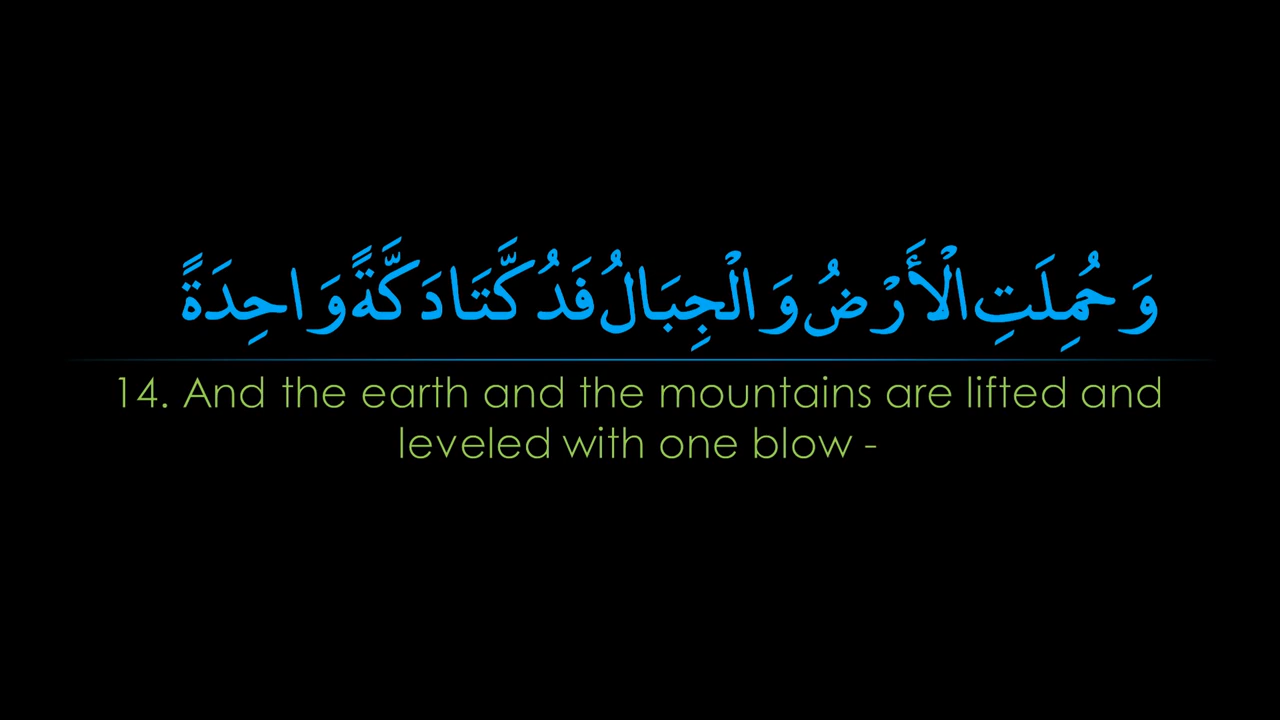 وَحُمِلَتِ الْأَرْضُ وَالْجِبَالُ فَدُكَّتَا دَكَّةً وَاحِدَةً
14. And the earth and the mountains are lifted and
leveled with one blow -